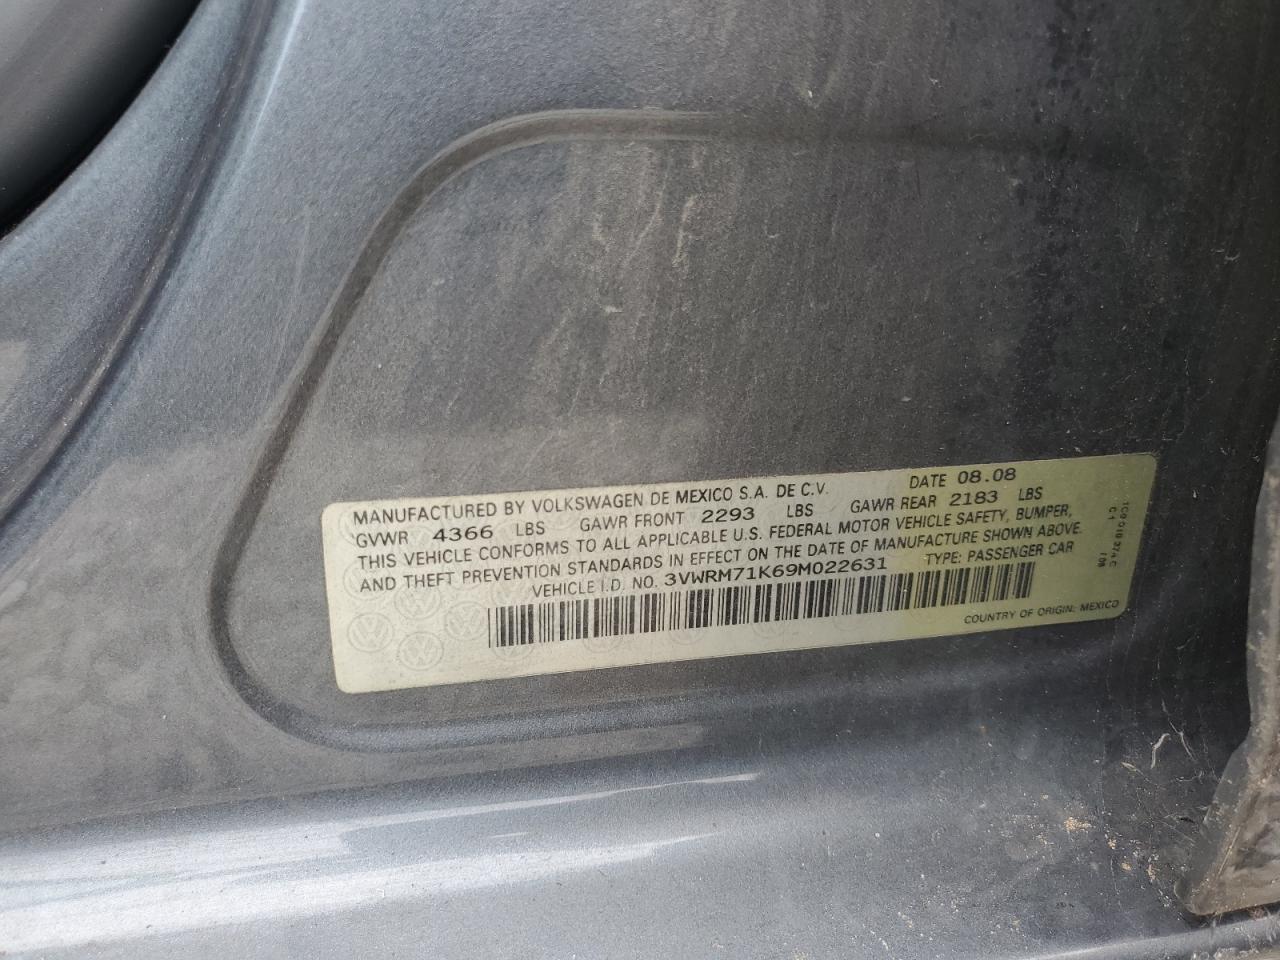 MANUFACTURED BY VOLKSWAGEN DE MEXICO S.A. DE C.V. DATE 08.08
GVWR 4366 LBS GAWR FRONT 2293 LBS GAWR REAR 2183 LBS
THIS VEHICLE CONFORMS TO ALL APPLICABLE U.S. FEDERAL MOTOR VEHICLE SAFETY, BUMPER,
AND THEFT PREVENTION STANDARDS IN EFFECT ON THE DATE OF MANUFACTURE SHOWN ABOVE.
VEHICLE I.D. NO. 3VWRM71K69M022631 TYPE: PASSENGER CAR
COUNTRY OF ORIGIN: MEXICO